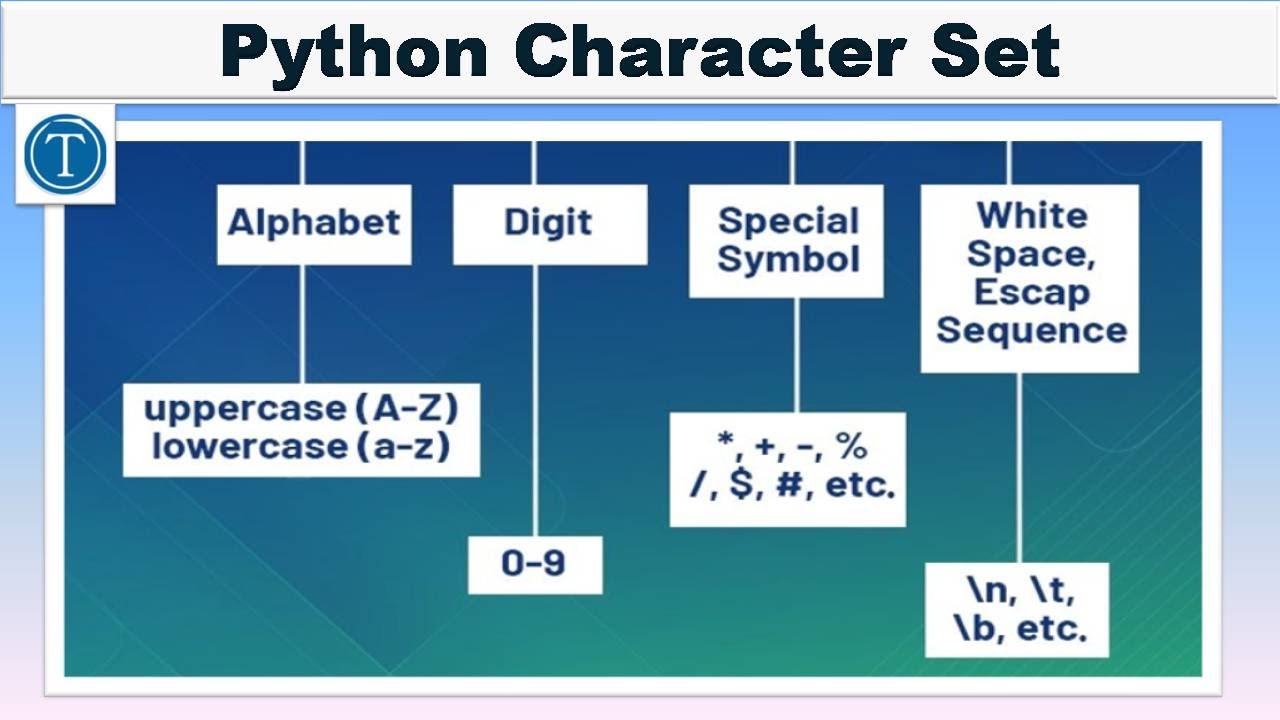 Python Character Set
T
Alphabet
Digit
Special
Symbol
White
Space,
Escap
Sequence
uppercase (A-Z)
lowercase (a-z)
*, +, -, %
/, $, #, etc.
0-9
\n, \t,
\b, etc.